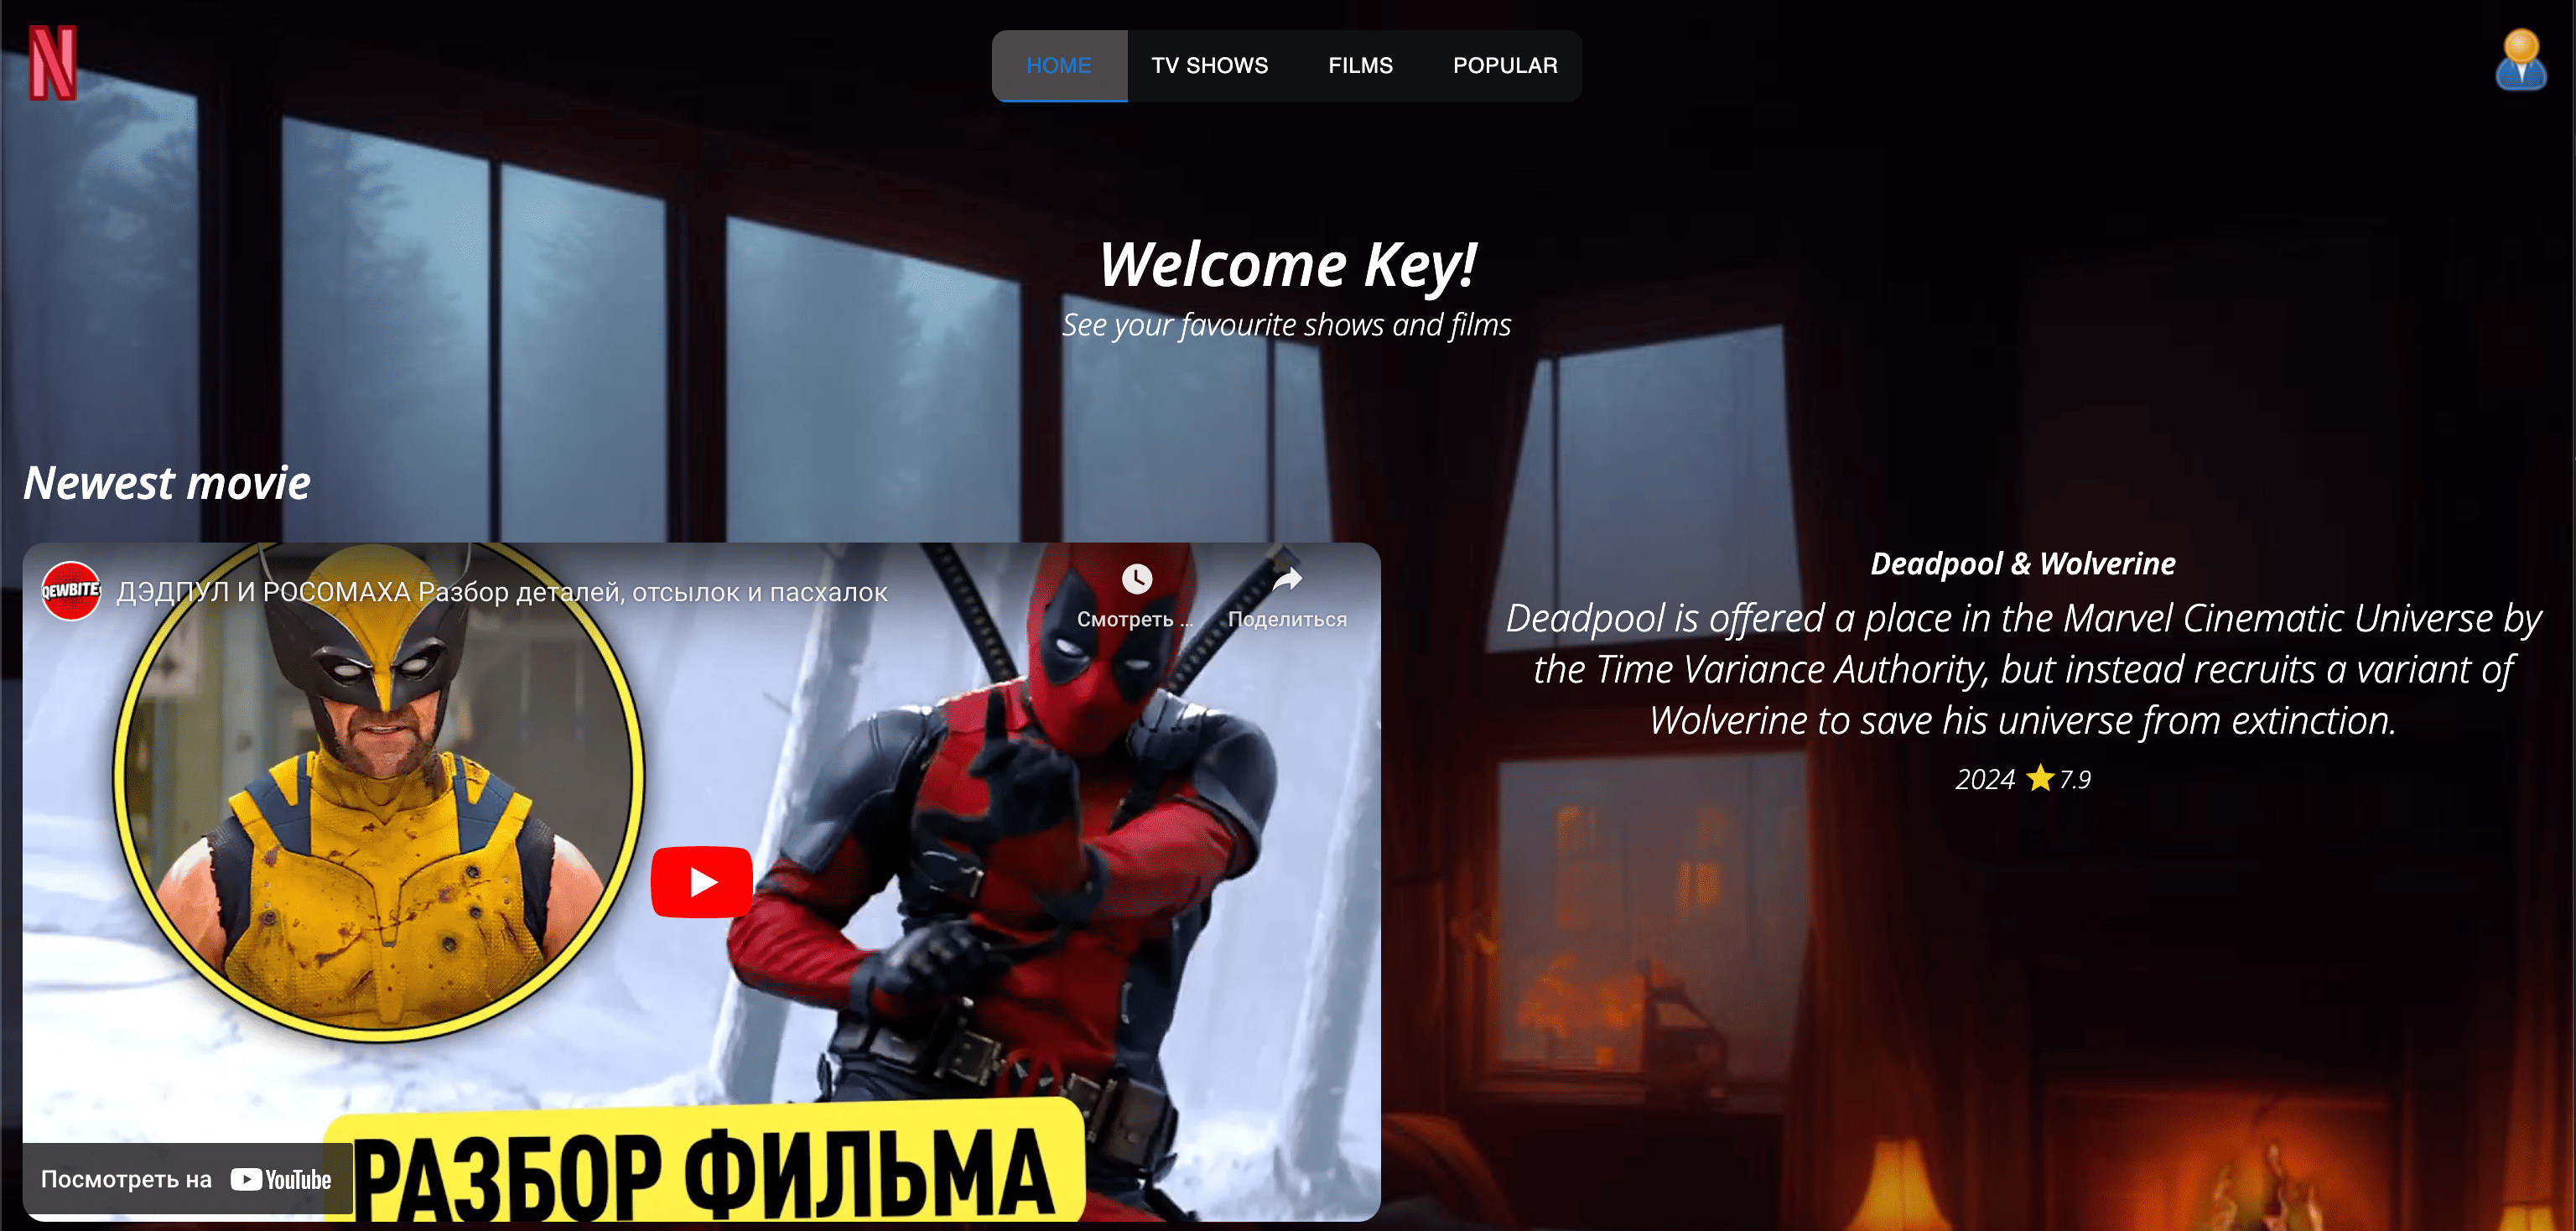 N
HOME TV SHOWS FILMS POPULAR
Welcome Key!
See your favourite shows and films
Newest movie
QEWBITE
ДЭДПУЛ И РОСОМАХА Разбор деталей, отсылок и пасхалок
Смотреть ...
Поделиться
РАЗБОР ФИЛЬМА
Посмотреть на YouTube
Deadpool & Wolverine
Deadpool is offered a place in the Marvel Cinematic Universe by
the Time Variance Authority, but instead recruits a variant of
Wolverine to save his universe from extinction.
2024 ⭐7.9